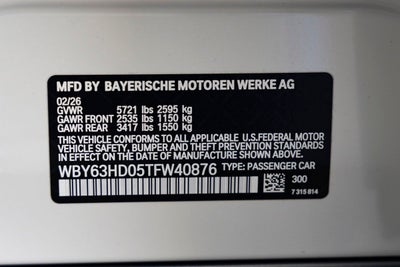 MFD BY BAYERISCHE MOTOREN WERKE AG
02/26
GVWR 5721 lbs 2595 kg
GAWR FRONT 2535 lbs 1150 kg
GAWR REAR 3417 lbs 1550 kg
THIS VEHICLE CONFORMS TO ALL APPLICABLE U.S.FEDERAL MOTOR
VEHICLE SAFETY, BUMPER AND THEFT PREVENTION STANDARDS
IN EFFECT ON THE DATE OF MANUFACTURE SHOWN ABOVE.
WBY63HD05TFW40876 TYPE: PASSENGER CAR
300
7 315 814